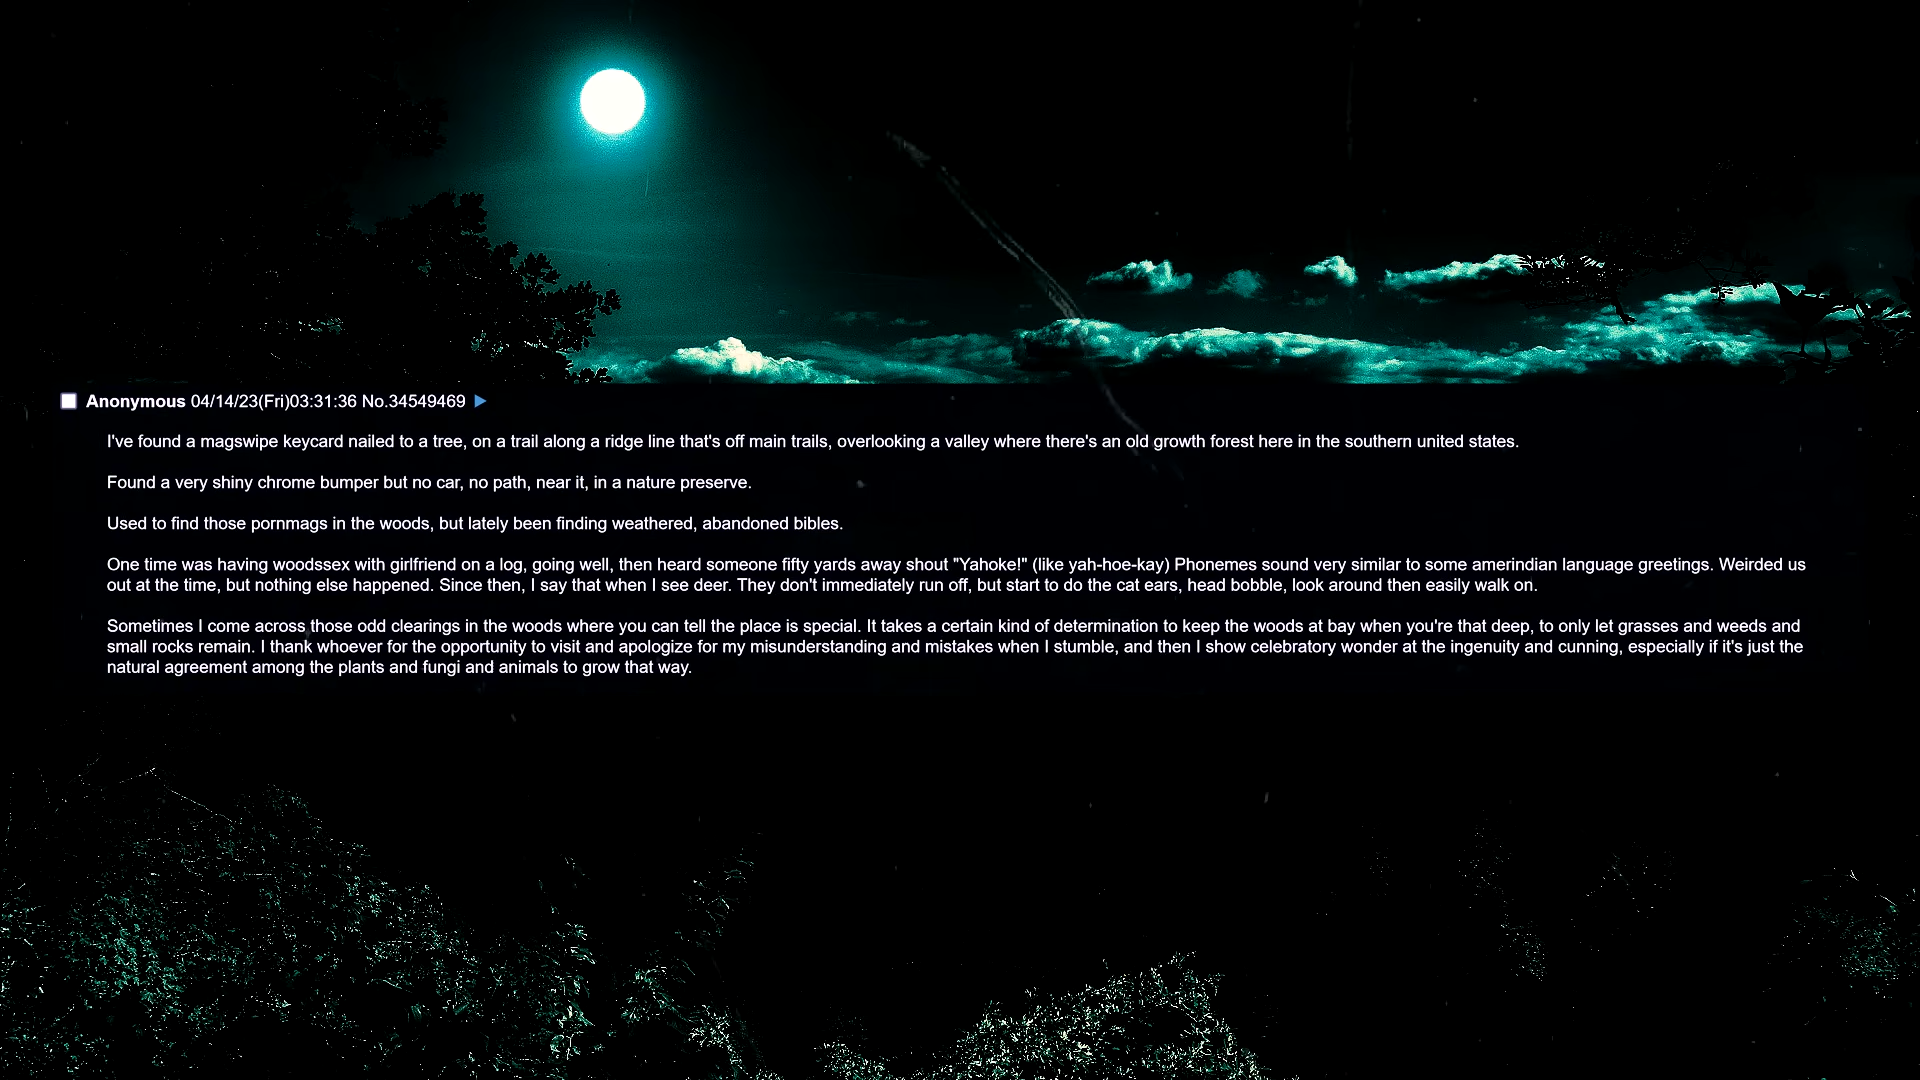 Anonymous 04/14/23(Fri)03:31:36 No.34549469
I've found a magswipe keycard nailed to a tree, on a trail along a ridge line that's off main trails, overlooking a valley where there's an old growth forest here in the southern united states.
Found a very shiny chrome bumper but no car, no path, near it, in a nature preserve.
Used to find those pornmags in the woods, but lately been finding weathered, abandoned bibles.
One time was having woodssex with girlfriend on a log, going well, then heard someone fifty yards away shout "Yahoke!" (like yah-hoe-kay) Phonemes sound very similar to some amerindian language greetings. Weirded us
out at the time, but nothing else happened. Since then, I say that when I see deer. They don't immediately run off, but start to do the cat ears, head bobble, look around then easily walk on.
Sometimes I come across those odd clearings in the woods where you can tell the place is special. It takes a certain kind of determination to keep the woods at bay when you're that deep, to only let grasses and weeds and
small rocks remain. I thank whoever for the opportunity to visit and apologize for my misunderstanding and mistakes when I stumble, and then I show celebratory wonder at the ingenuity and cunning, especially if it's just the
natural agreement among the plants and fungi and animals to grow that way.